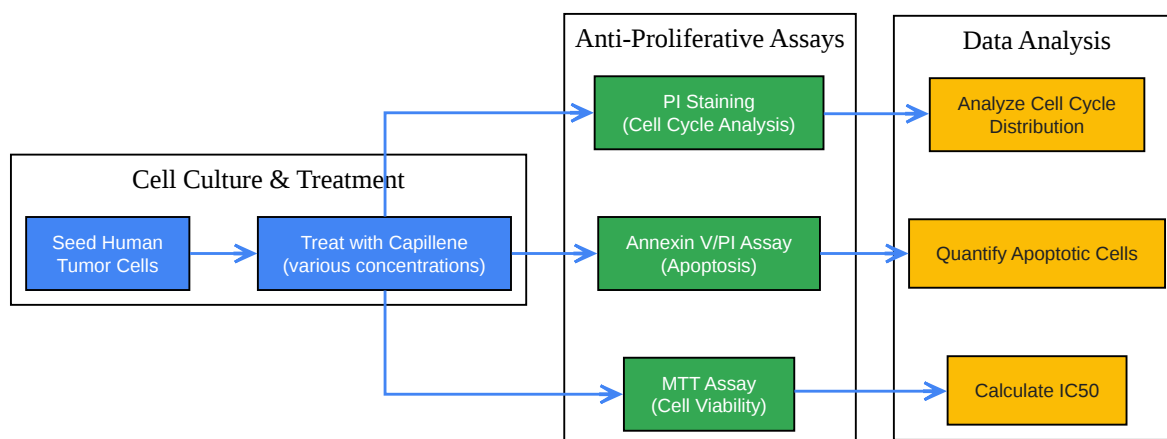 Cell Culture & Treatment
Seed Human
Tumor Cells
Treat with Capillene
(various concentrations)
Anti-Proliferative Assays
PI Staining
(Cell Cycle Analysis)
Annexin V/PI Assay
(Apoptosis)
MTT Assay
(Cell Viability)
Data Analysis
Analyze Cell Cycle
Distribution
Quantify Apoptotic Cells
Calculate IC50